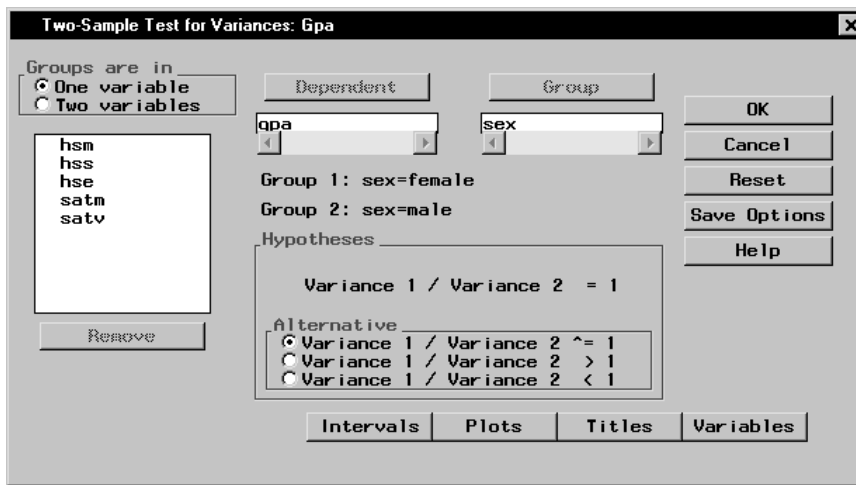 Two-Sample Test for Variances: Gpa
Groups are in
One variable
Two variables
hsm
hss
hse
satm
satv
Remove
Dependent
gpa
Group
sex
Group 1: sex=female
Group 2: sex=male
Hypotheses
Variance 1 / Variance 2 = 1
Alternative
Variance 1 / Variance 2 ^= 1
Variance 1 / Variance 2 > 1
Variance 1 / Variance 2 < 1
OK
Cancel
Reset
Save Options
Help
Intervals
Plots
Titles
Variables